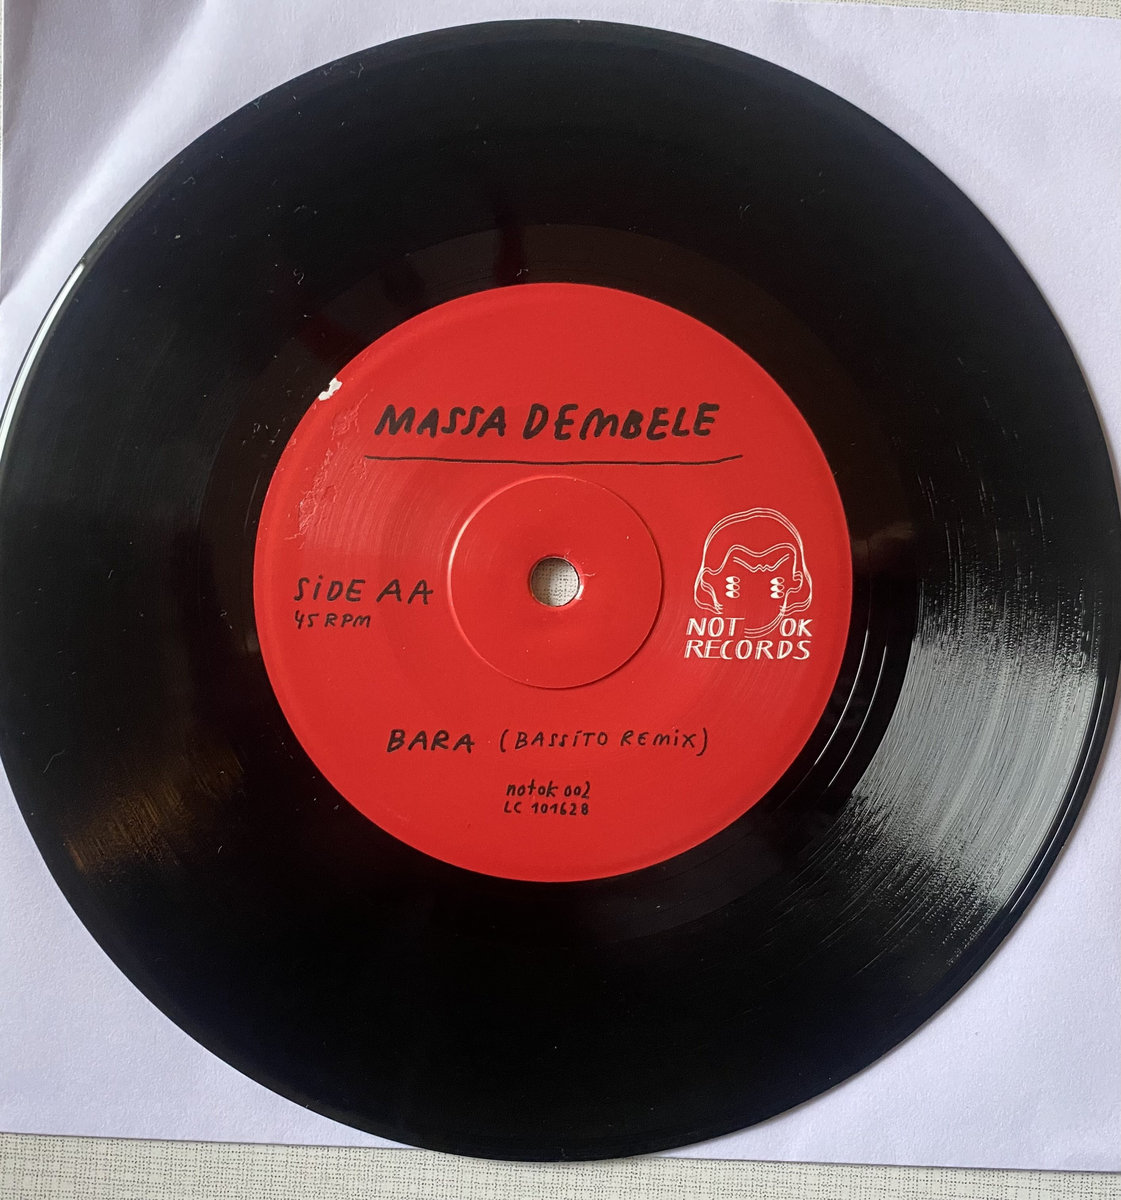 MASSA DEMBELE
SiDE AA
45 RPM
NOT OK
RECORDS
BARA (BASSiTO REMiX)
notok 002
LC 101628